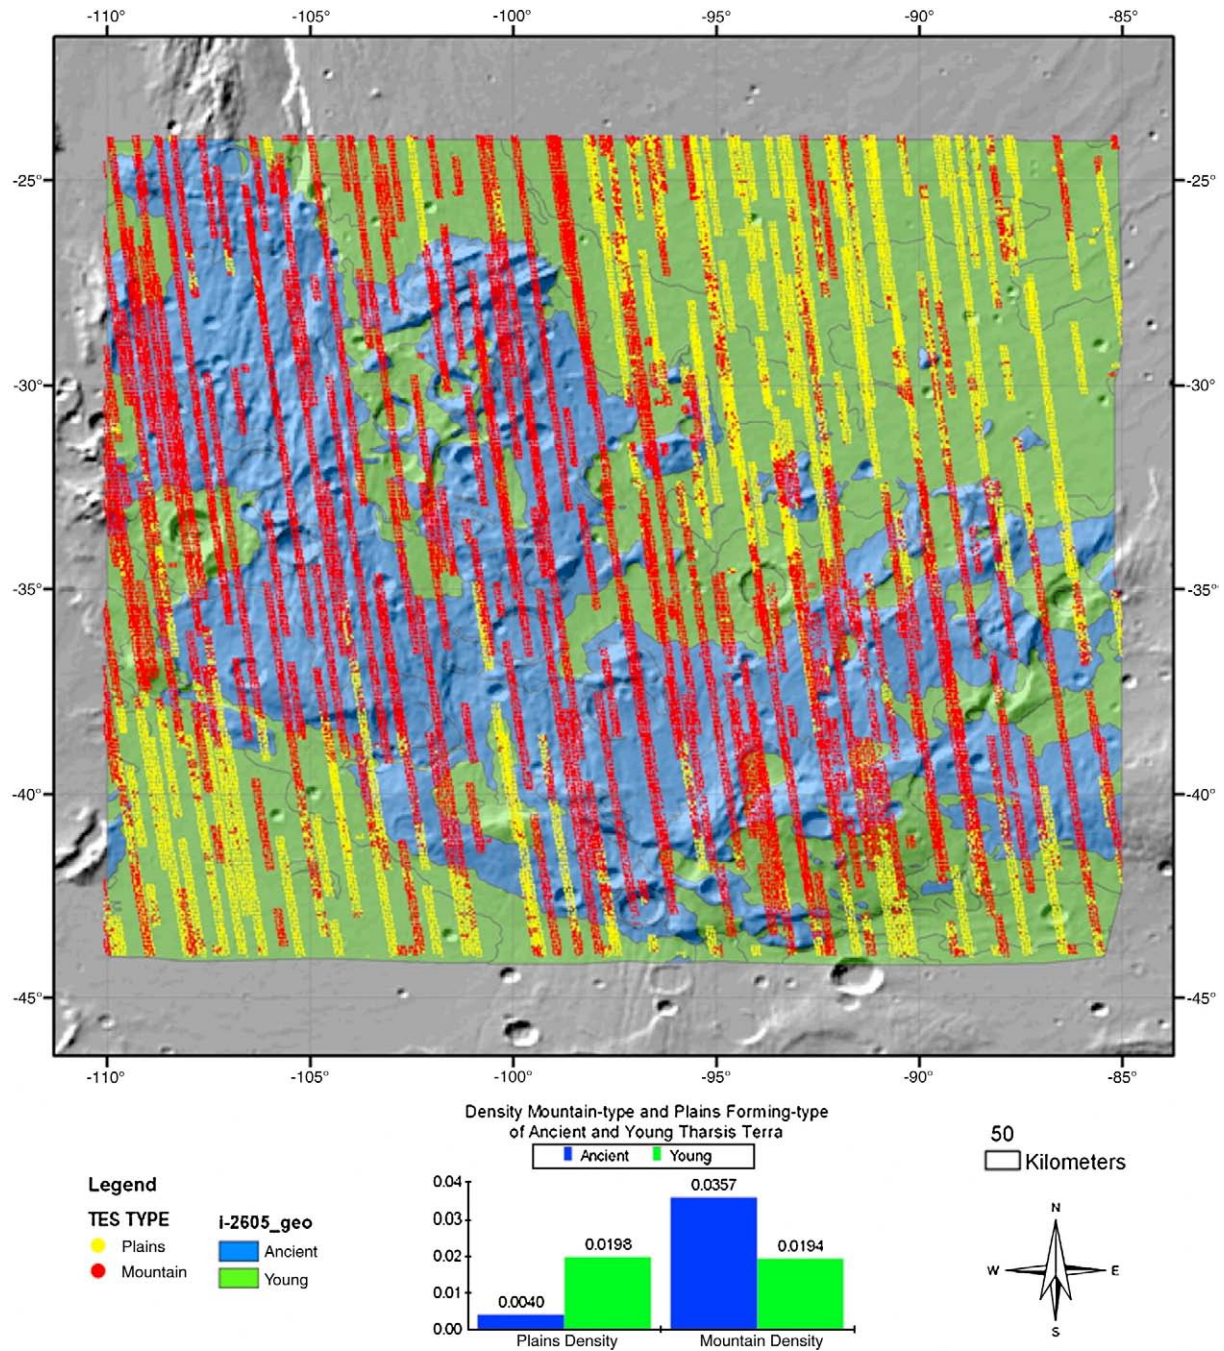 -110° -105° -100° -95° -90° -85°
-25° -25°
-30° -30°
-35° -35°
-40° -40°
-45° -45°
-110° -105° -100° -95° -90° -85°
Density Mountain-type and Plains Forming-type
of Ancient and Young Tharsis Terra
Ancient Young
0.04
0.03
0.02
0.01
0.00
0.0040
0.0198
0.0357
0.0194
Plains Density Mountain Density
Legend
TES TYPE
Plains
Mountain
i-2605_geo
Ancient
Young
50
Kilometers
N
W E
S